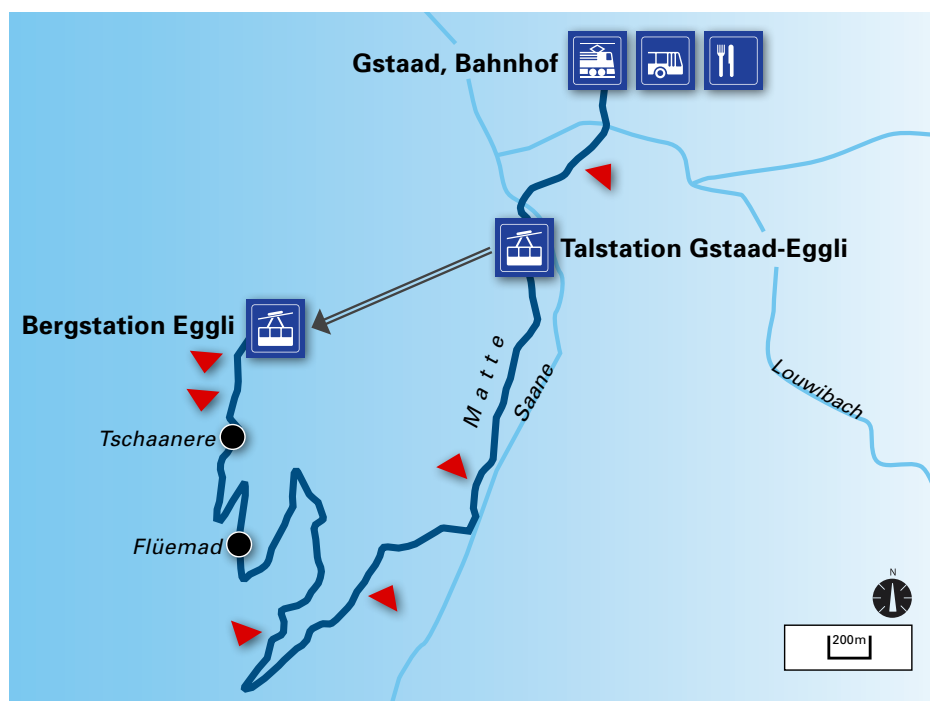 Gstaad, Bahnhof
Talstation Gstaad-Eggli
Bergstation Eggli
Matte
Saane
Louwibach
Tschaanere
Flüemad
N
200m